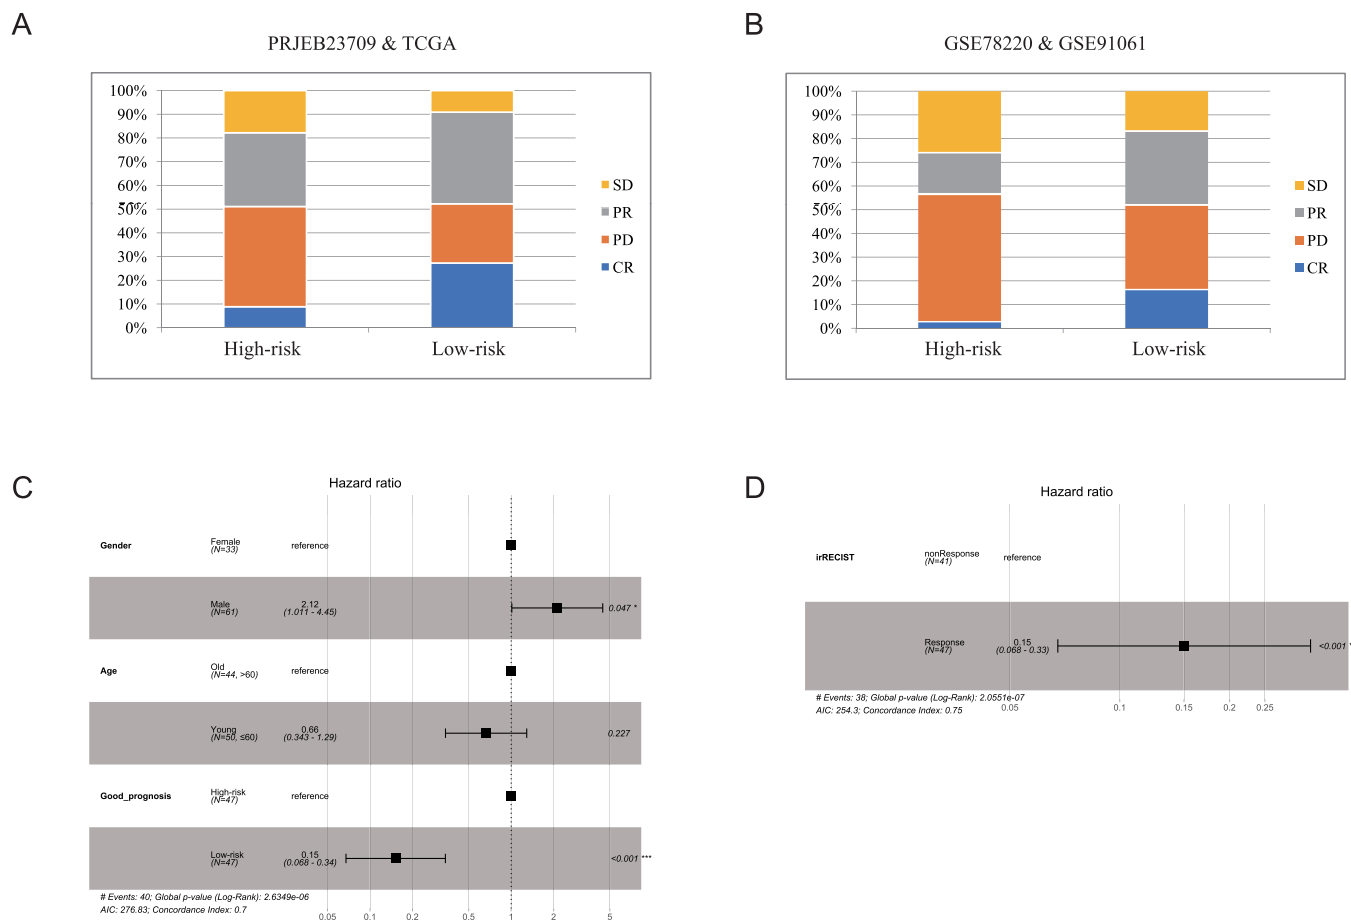 A
PRJEB23709 & TCGA
100%
90%
80%
70%
60%
50%
40%
30%
20%
10%
0%
High-risk
Low-risk
SD
PR
PD
CR
B
GSE78220 & GSE91061
100%
90%
80%
70%
60%
50%
40%
30%
20%
10%
0%
High-risk
Low-risk
SD
PR
PD
CR
C
Hazard ratio
Gender
Female
(N=33)
reference
Male
(N=61)
2.12
(1.011 - 4.45)
0.047 *
Age
Old
(N=44, >60)
reference
Young
(N=50, ≤60)
0.66
(0.343 - 1.29)
0.227
Good_prognosis
High-risk
(N=47)
reference
Low-risk
(N=47)
0.15
(0.068 - 0.34)
<0.001 ***
# Events: 40; Global p-value (Log-Rank): 2.6349e-06
AIC: 276.83; Concordance Index: 0.7
0.05 0.1 0.2 0.5 1 2 5
D
Hazard ratio
irRECIST
nonResponse
(N=41)
reference
Response
(N=47)
0.15
(0.068 - 0.33)
<0.001
# Events: 38; Global p-value (Log-Rank): 2.0551e-07
AIC: 254.3; Concordance Index: 0.75
0.05 0.1 0.15 0.2 0.25